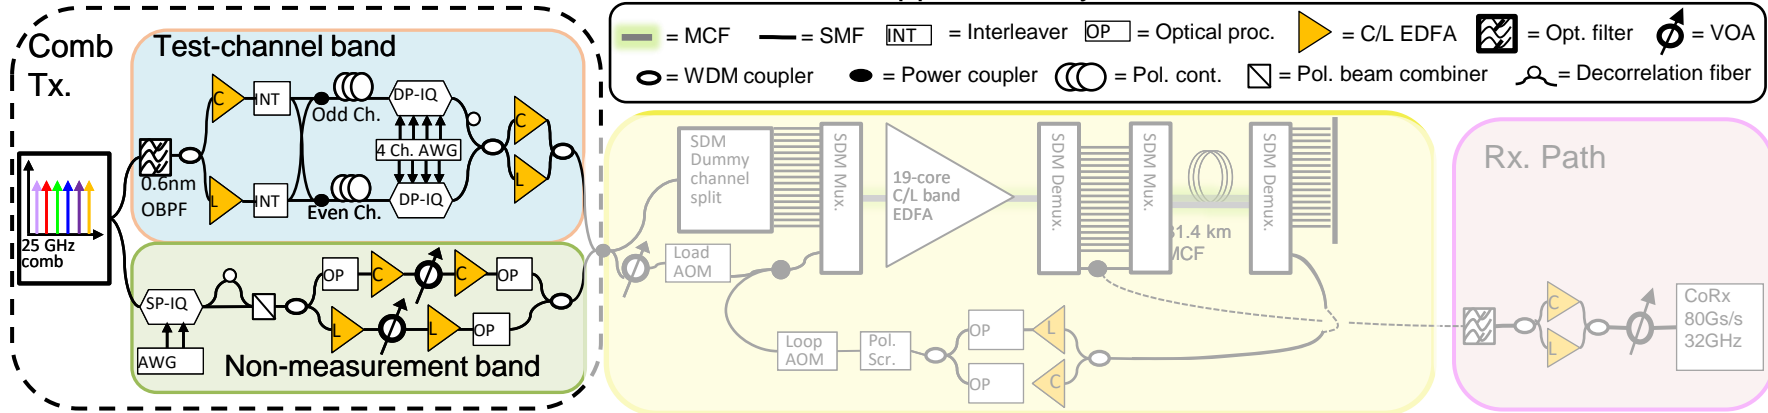 = MCF
= SMF
INT = Interleaver
OP = Optical proc.
= C/L EDFA
= Opt. filter
= VOA
= WDM coupler
= Power coupler
= Pol. cont.
= Pol. beam combiner
= Decorrelation fiber
Comb
Tx.
25 GHz
comb
Test-channel band
0.6nm
OBPF
C
L
INT
INT
Odd Ch.
Even Ch.
DP-IQ
4 Ch. AWG
DP-IQ
C
L
SP-IQ
AWG
OP
C
C
OP
L
L
OP
Non-measurement band
SDM
Dummy
channel
split
Load
AOM
SDM Mux.
19-core
C/L band
EDFA
SDM Demux.
SDM Mux.
31.4 km
MCF
SDM Demux.
Loop
AOM
Pol.
Scr.
OP
L
OP
C
Rx. Path
C
L
CoRx
80Gs/s
32GHz